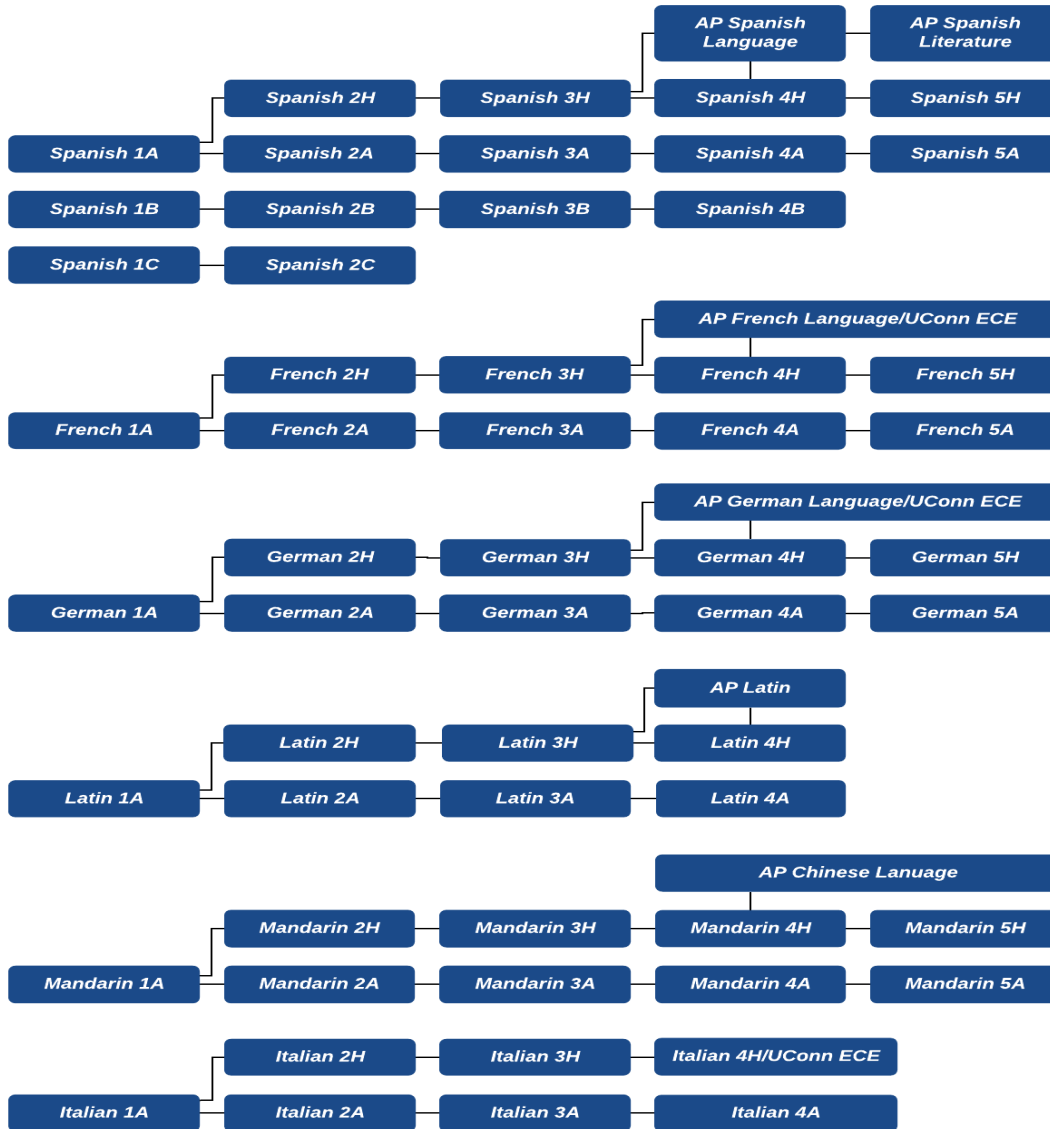 AP Spanish
Language
AP Spanish
Literature
Spanish 2H
Spanish 3H
Spanish 4H
Spanish 5H
Spanish 1A
Spanish 2A
Spanish 3A
Spanish 4A
Spanish 5A
Spanish 1B
Spanish 2B
Spanish 3B
Spanish 4B
Spanish 1C
Spanish 2C
AP French Language/UConn ECE
French 2H
French 3H
French 4H
French 5H
French 1A
French 2A
French 3A
French 4A
French 5A
AP German Language/UConn ECE
German 2H
German 3H
German 4H
German 5H
German 1A
German 2A
German 3A
German 4A
German 5A
AP Latin
Latin 2H
Latin 3H
Latin 4H
Latin 1A
Latin 2A
Latin 3A
Latin 4A
AP Chinese Lanuage
Mandarin 2H
Mandarin 3H
Mandarin 4H
Mandarin 5H
Mandarin 1A
Mandarin 2A
Mandarin 3A
Mandarin 4A
Mandarin 5A
Italian 2H
Italian 3H
Italian 4H/UConn ECE
Italian 1A
Italian 2A
Italian 3A
Italian 4A